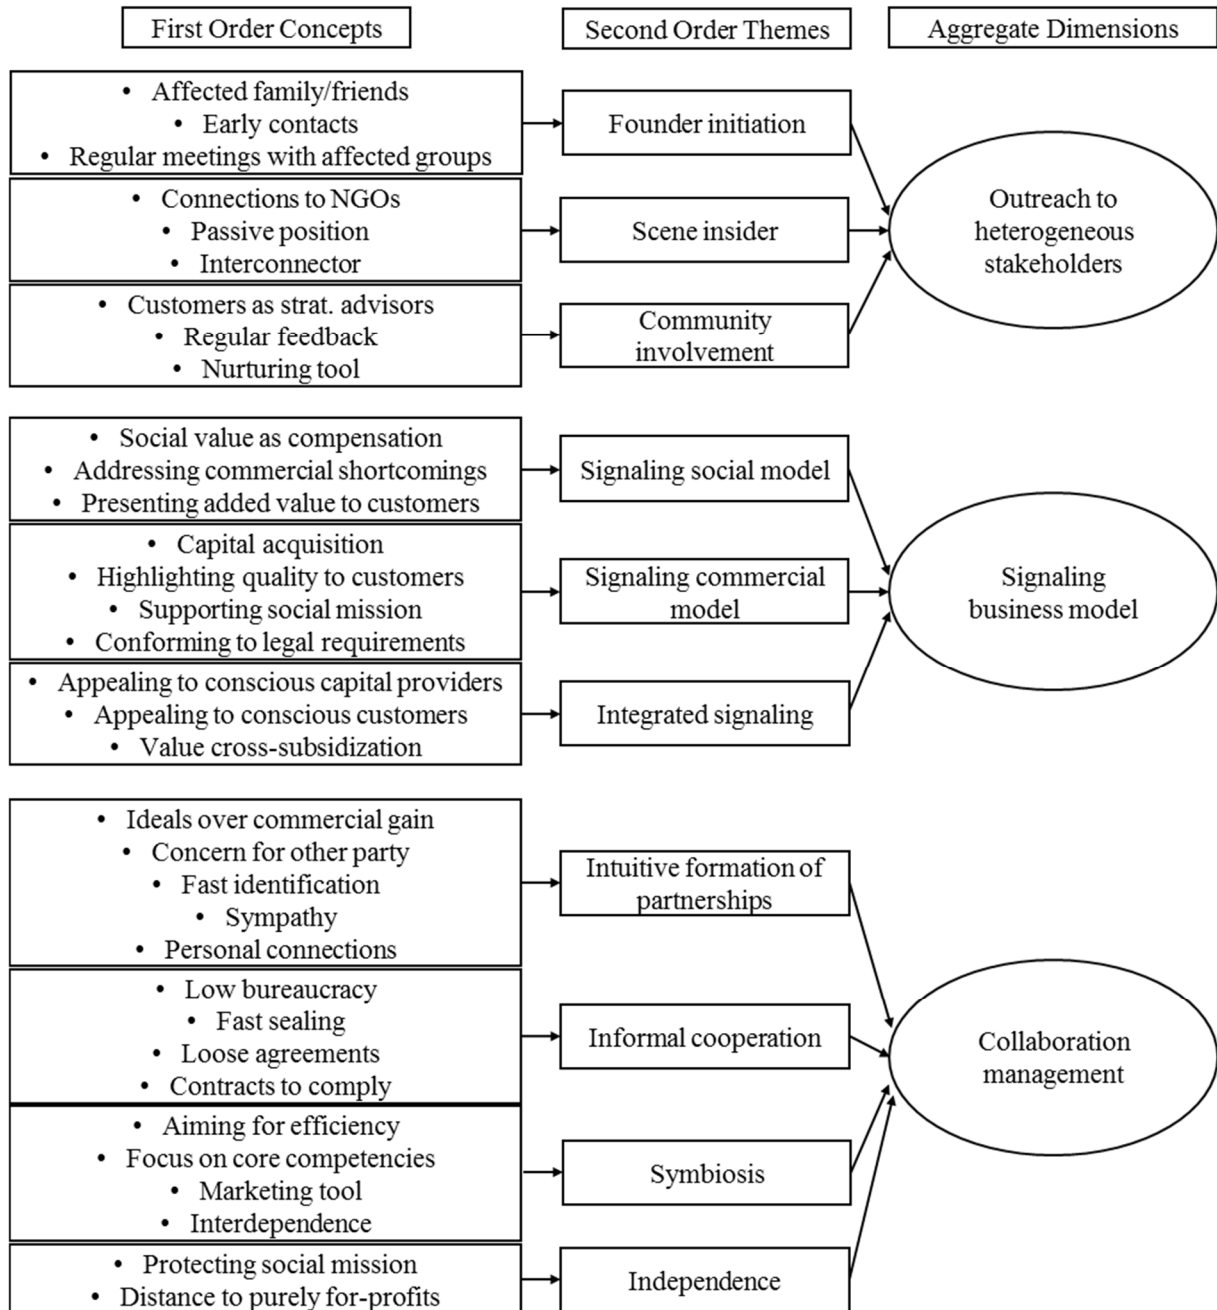 First Order Concepts
Second Order Themes
Aggregate Dimensions
• Affected family/friends
• Early contacts
• Regular meetings with affected groups
Founder initiation
• Connections to NGOs
• Passive position
• Interconnector
Scene insider
• Customers as strat. advisors
• Regular feedback
• Nurturing tool
Community
involvement
Outreach to
heterogeneous
stakeholders
• Social value as compensation
• Addressing commercial shortcomings
• Presenting added value to customers
Signaling social model
• Capital acquisition
• Highlighting quality to customers
• Supporting social mission
• Conforming to legal requirements
Signaling commercial
model
• Appealing to conscious capital providers
• Appealing to conscious customers
• Value cross-subsidization
Integrated signaling
Signaling
business model
• Ideals over commercial gain
• Concern for other party
• Fast identification
• Sympathy
• Personal connections
Intuitive formation of
partnerships
• Low bureaucracy
• Fast sealing
• Loose agreements
• Contracts to comply
Informal cooperation
• Aiming for efficiency
• Focus on core competencies
• Marketing tool
• Interdependence
Symbiosis
• Protecting social mission
• Distance to purely for-profits
Independence
Collaboration
management